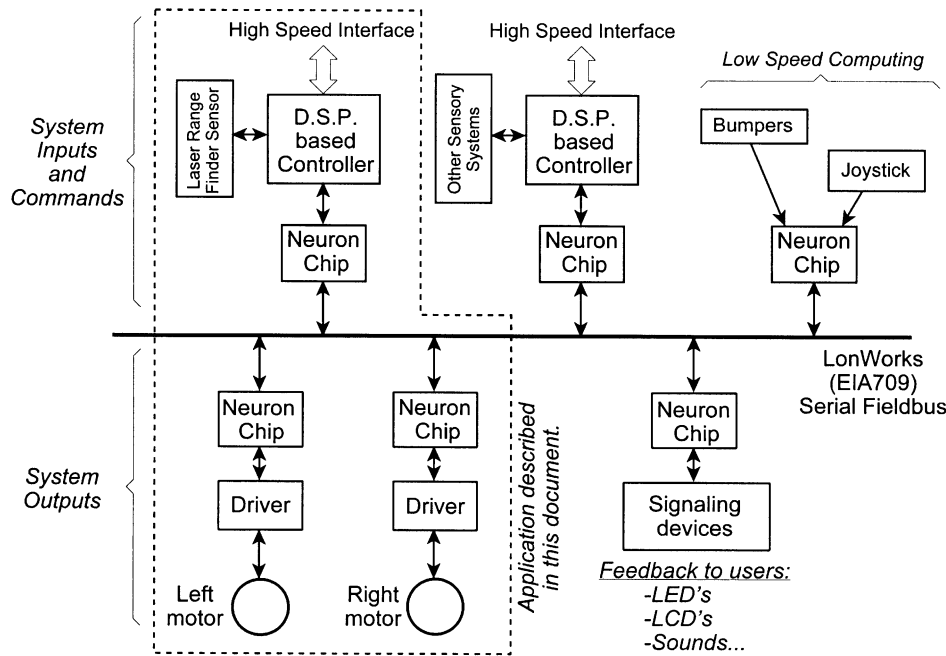 High Speed Interface
High Speed Interface
Low Speed Computing
System
Inputs
and
Commands
Laser Range
Finder Sensor
D.S.P.
based
Controller
Other Sensory
Systems
D.S.P.
based
Controller
Bumpers
Joystick
Neuron
Chip
Neuron
Chip
Neuron
Chip
LonWorks
(EIA709)
Serial Fieldbus
System
Outputs
Neuron
Chip
Neuron
Chip
Neuron
Chip
Driver
Driver
Signaling
devices
Application described
in this document.
Left
motor
Right
motor
Feedback to users:
-LED's
-LCD's
-Sounds...